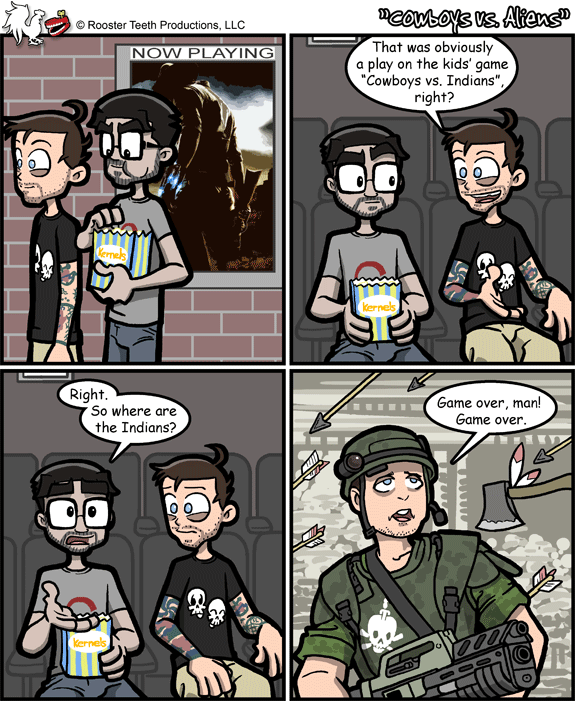 © Rooster Teeth Productions, LLC
"cowboys vs. Aliens"
NOW PLAYING
Kernels
That was obviously
a play on the kids' game
"Cowboys vs. Indians",
right?
Kernels
Right.
So where are
the Indians?
Kernels
Game over, man!
Game over.